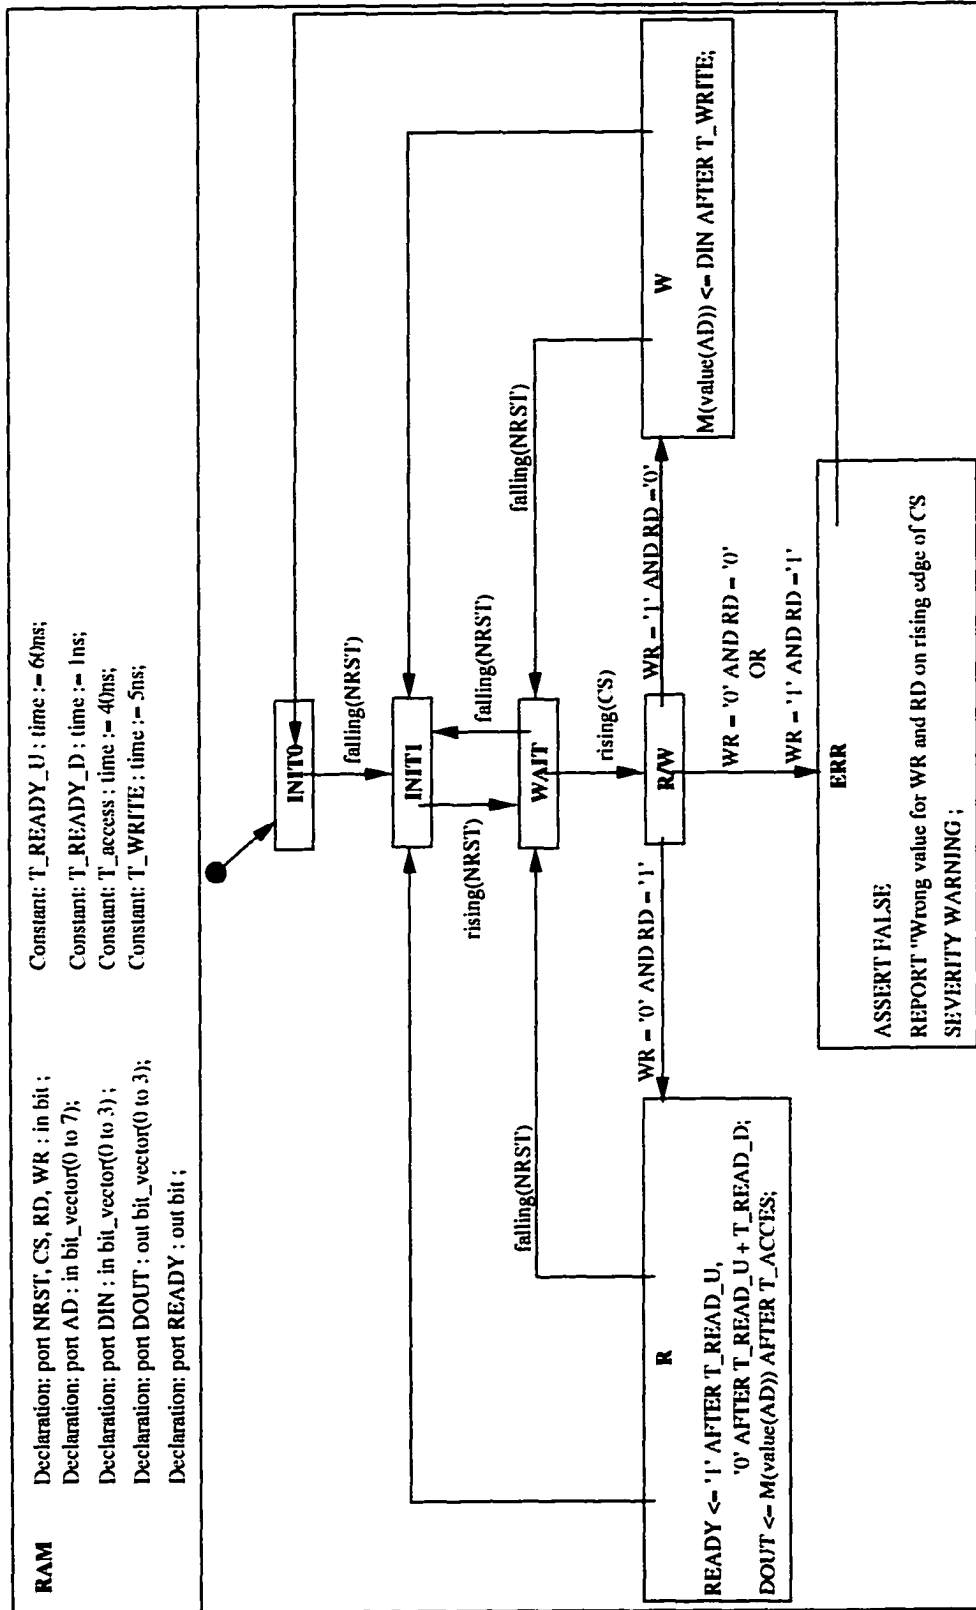 RAM
Declaration: port NRST, CS, RD, WR : in bit ;
Declaration: port AD : in bit_vector(0 to 7);
Declaration: port DIN : in bit_vector(0 to 3) ;
Declaration: port DOUT : out bit_vector(0 to 3);
Declaration: port READY : out bit ;
Constant: T_READY_U : time := 60ns;
Constant: T_READY_D : time := 1ns;
Constant: T_access : time := 40ns;
Constant: T_WRITE : time := 5ns;
INIT0
falling(NRST)
INIT1
rising(NRST)
falling(NRST)
falling(NRST)
WAIT
falling(NRST)
rising(CS)
WR = '0' AND RD = '1'
R/W
WR = '1' AND RD = '0'
R
READY <= '1' AFTER T_READ_U,
'0' AFTER T_READ_U + T_READ_D;
DOUT <= M(value(AD)) AFTER T_ACCES;
W
M(value(AD)) <= DIN AFTER T_WRITE;
WR = '0' AND RD = '0'
OR
WR = '1' AND RD = '1'
ERR
ASSERT FALSE
REPORT "Wrong value for WR and RD on rising edge of CS
SEVERITY WARNING ;